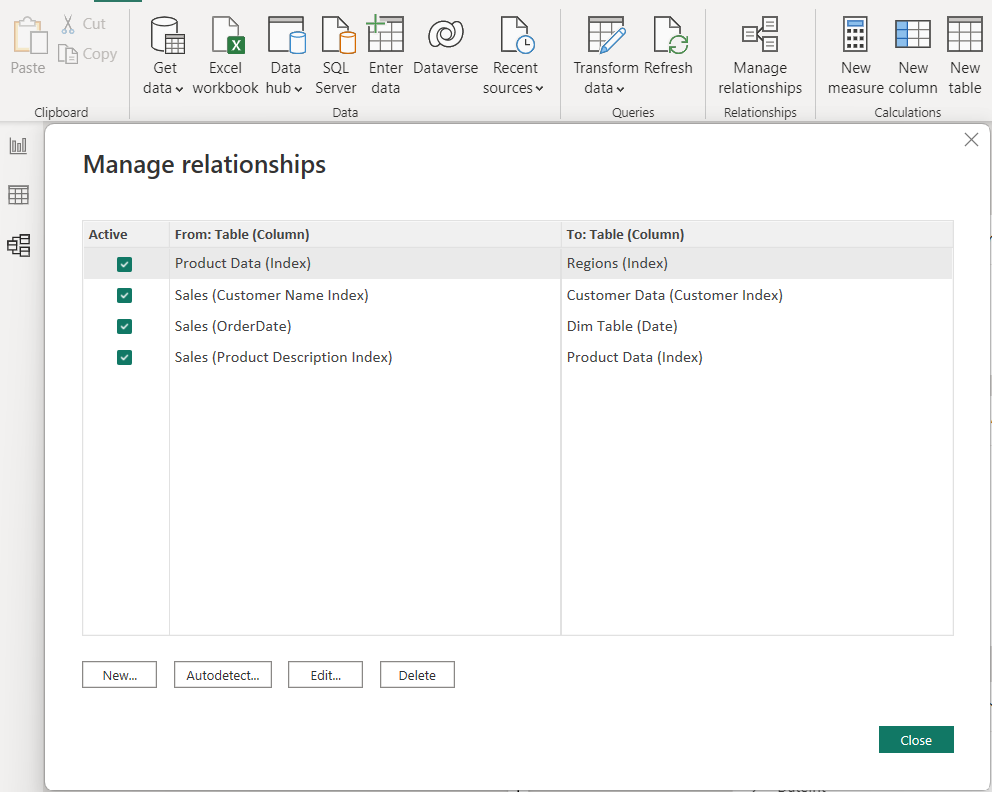 Cut
Copy
Paste
Get data
Excel workbook
Data hub
SQL Server
Enter data
Dataverse
Recent sources
Transform data
Refresh
Manage relationships
New measure
New column
New table
Clipboard
Data
Queries
Relationships
Calculations
Manage relationships
Active From: Table (Column) To: Table (Column)
Product Data (Index) Regions (Index)
Sales (Customer Name Index) Customer Data (Customer Index)
Sales (OrderDate) Dim Table (Date)
Sales (Product Description Index) Product Data (Index)
New... Autodetect... Edit... Delete
Close